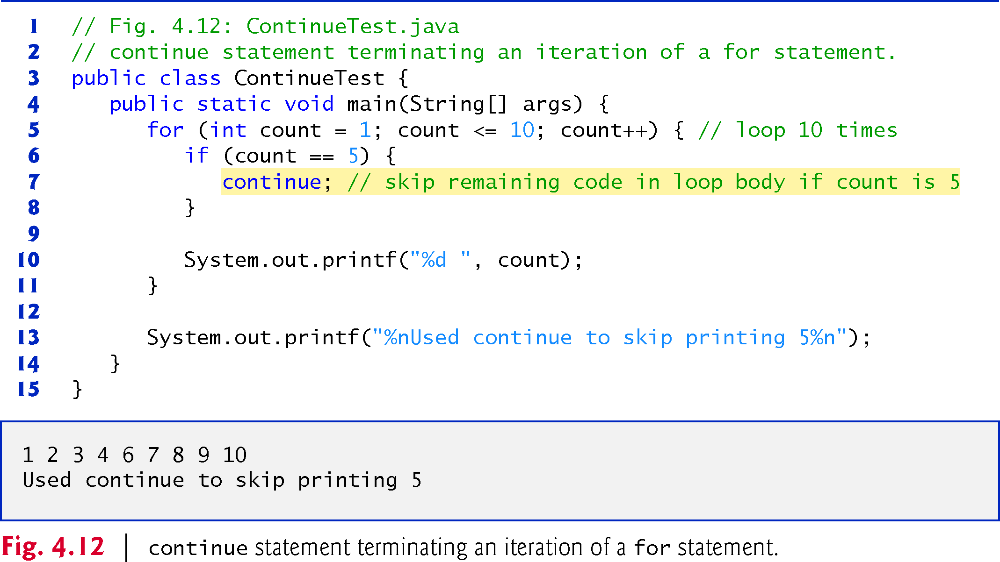 1 // Fig. 4.12: ContinueTest.java
2 // continue statement terminating an iteration of a for statement.
3 public class ContinueTest {
4    public static void main(String[] args) {
5       for (int count = 1; count <= 10; count++) { // loop 10 times
6          if (count == 5) {
7             continue; // skip remaining code in loop body if count is 5
8          }
9
10          System.out.printf("%d ", count);
11       }
12
13       System.out.printf("%nUsed continue to skip printing 5%n");
14    }
15 }
1 2 3 4 6 7 8 9 10
Used continue to skip printing 5
Fig. 4.12 | continue statement terminating an iteration of a for statement.